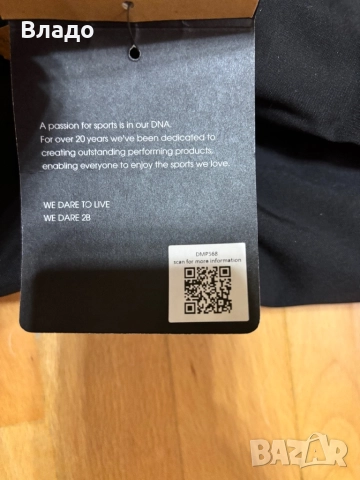 Владо
A passion for sports is in our DNA.
For over 20 years we've been dedicated to
creating outstanding performing products,
enabling everyone to enjoy the sports we love.
WE DARE TO LIVE
WE DARE 2B
DMP388
scan for more information
BAZAR